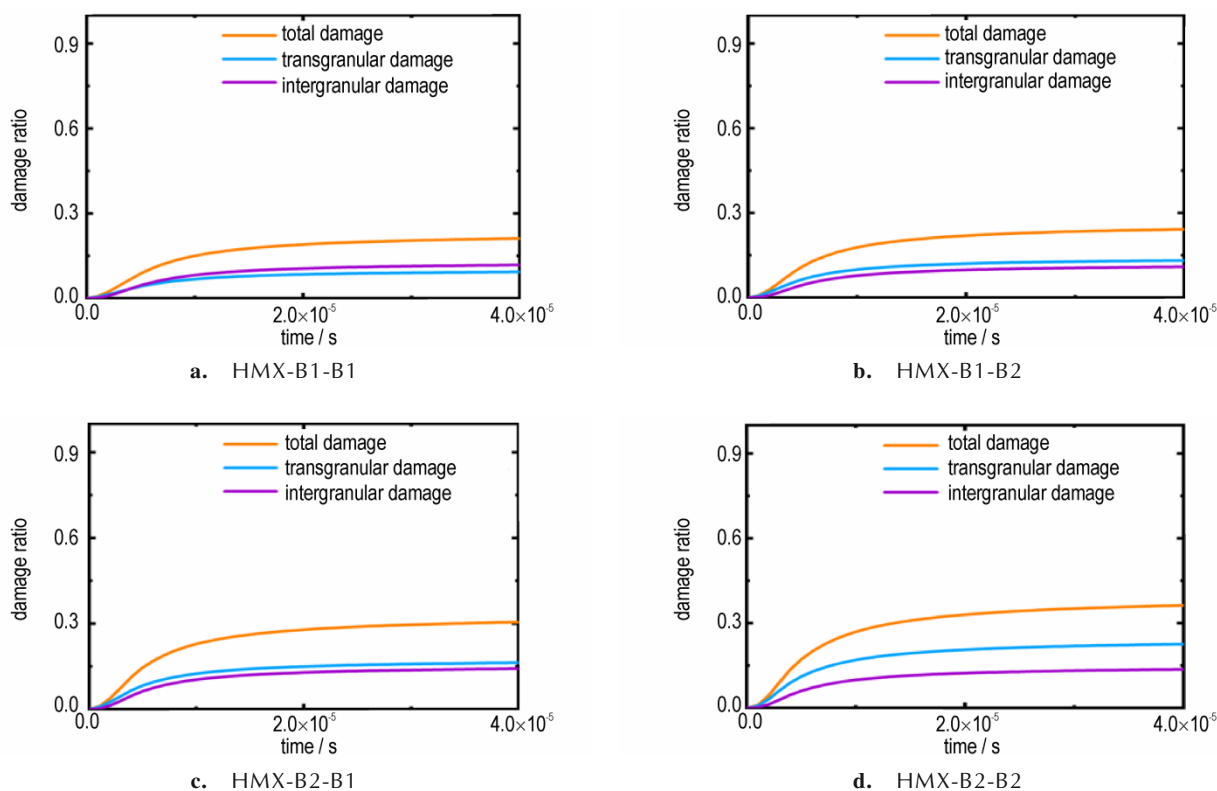 total damage
transgranular damage
intergranular damage
damage ratio
0.9
0.6
0.3
0.0
0.0 2.0×10⁻⁵ 4.0×10⁻⁵
time / s
a. HMX-B1-B1
total damage
transgranular damage
intergranular damage
damage ratio
0.9
0.6
0.3
0.0
0.0 2.0×10⁻⁵ 4.0×10⁻⁵
time / s
b. HMX-B1-B2
total damage
transgranular damage
intergranular damage
damage ratio
0.9
0.6
0.3
0.0
0.0 2.0×10⁻⁵ 4.0×10⁻⁵
time / s
c. HMX-B2-B1
total damage
transgranular damage
intergranular damage
damage ratio
0.9
0.6
0.3
0.0
0.0 2.0×10⁻⁵ 4.0×10⁻⁵
time / s
d. HMX-B2-B2